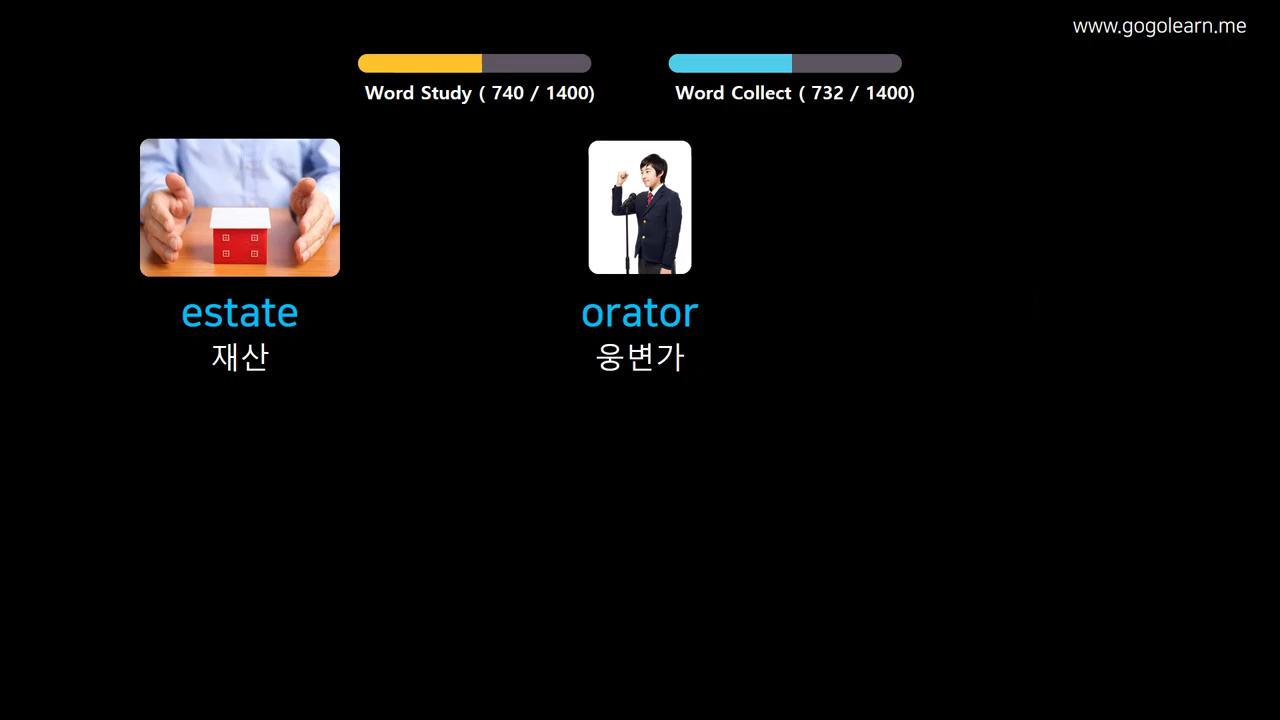 www.gogolearn.me
Word Study ( 740 / 1400)
Word Collect ( 732 / 1400)
estate
재산
orator
웅변가